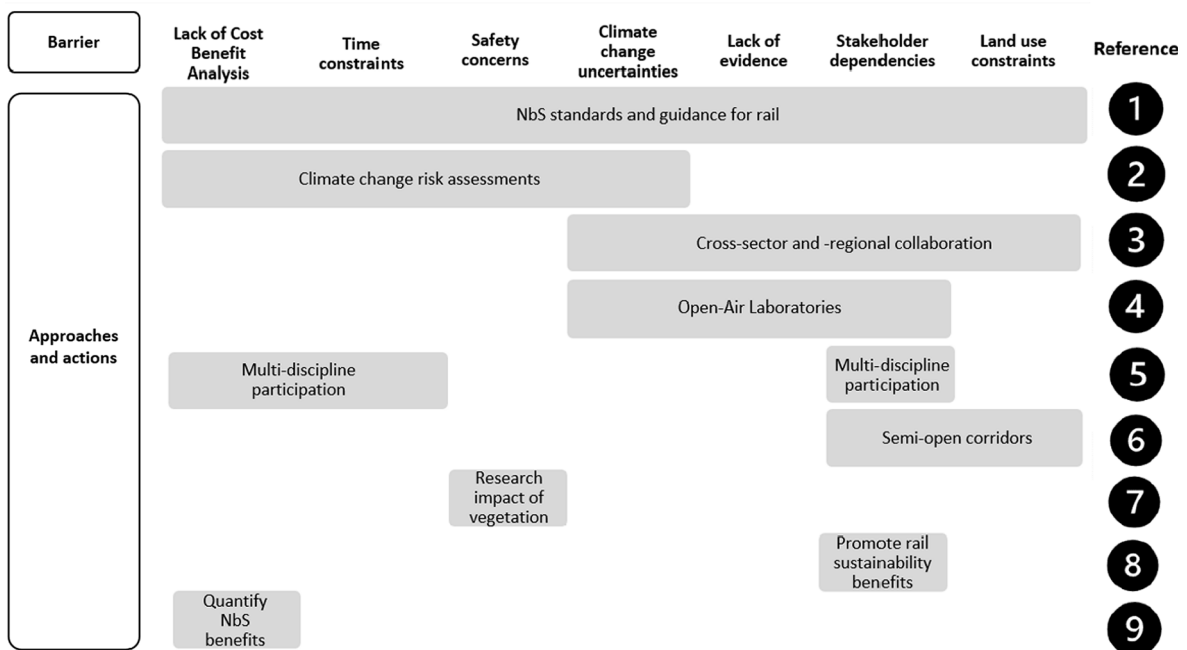 Barrier
Lack of Cost
Benefit
Analysis
Time
constraints
Safety
concerns
Climate
change
uncertainties
Lack of
evidence
Stakeholder
dependencies
Land use
constraints
Reference
Approaches
and actions
NbS standards and guidance for rail
1
Climate change risk assessments
2
Cross-sector and -regional collaboration
3
Open-Air Laboratories
4
Multi-discipline
participation
Multi-discipline
participation
5
Semi-open corridors
6
Research
impact of
vegetation
7
Promote rail
sustainability
benefits
8
Quantify
NbS
benefits
9